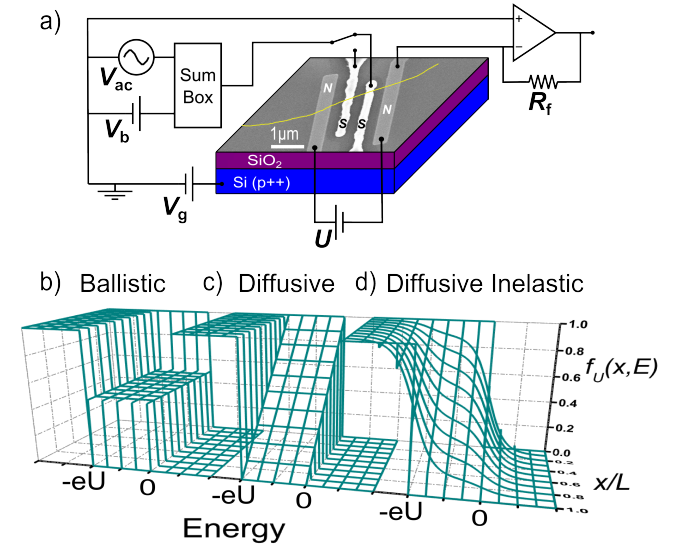 a)
V_ac
Sum
Box
V_b
V_g
N
S
S
N
1μm
SiO₂
Si (p++)
U
+
−
R_f
b) Ballistic c) Diffusive d) Diffusive Inelastic
1.0
0.8
0.6
0.4
0.2
0.0
f_U(x,E)
0.2
0.4
0.6
0.8
1.0
x/L
-eU 0 -eU 0 -eU 0
Energy